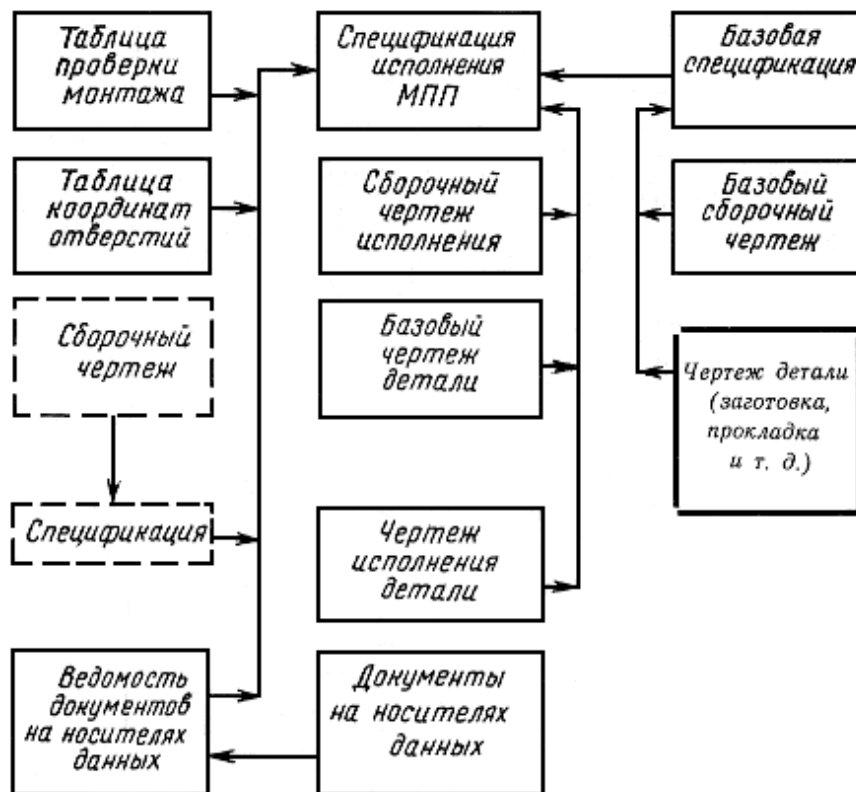 Таблица
проверки
монтажа
Спецификация
исполнения
МПП
Базовая
спецификация
Таблица
координат
отверстий
Сборочный
чертеж
исполнения
Базовый
сборочный
чертеж
Сборочный
чертеж
Базовый
чертеж
детали
Чертеж детали
(заготовка,
прокладка
и т. д.)
Спецификация
Чертеж
исполнения
детали
Ведомость
документов
на носителях
данных
Документы
на носителях
данных